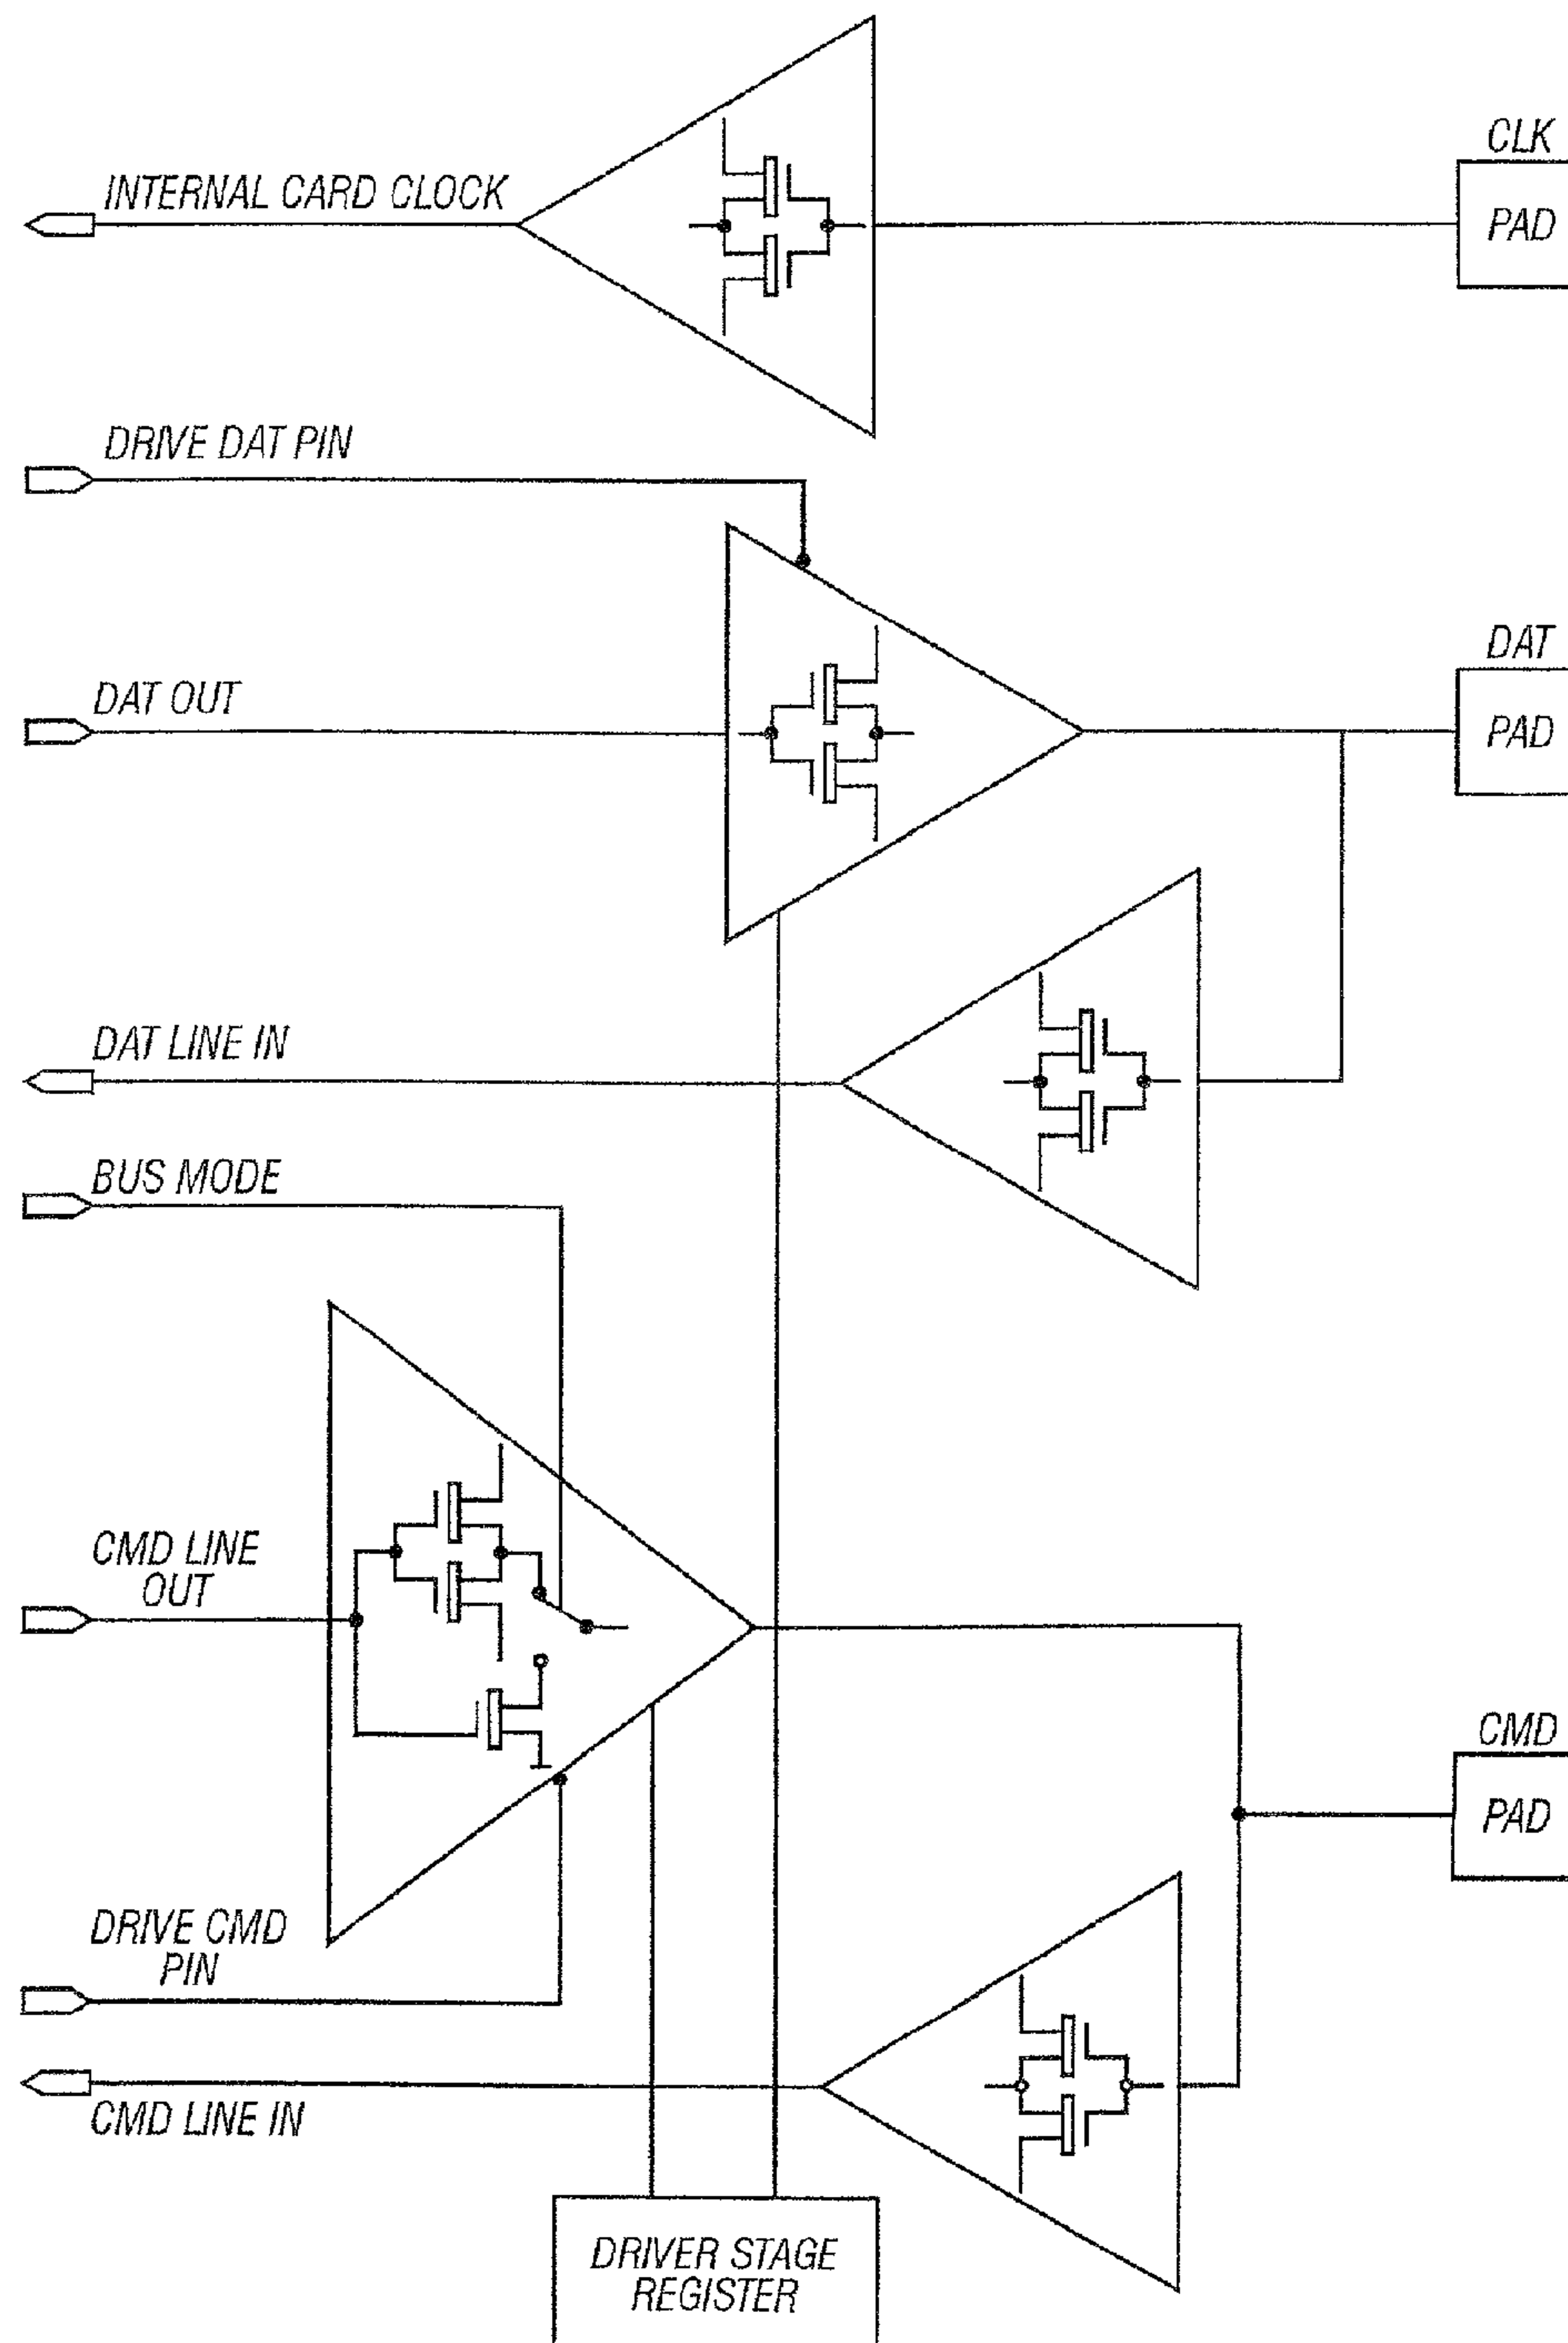 CLK
INTERNAL CARD CLOCK
PAD
DRIVE DAT PIN
DAT
DAT OUT
PAD
DAT LINE IN
BUS MODE
CMD LINE
OUT
CMD
PAD
DRIVE CMD
PIN
CMD LINE IN
DRIVER STAGE
REGISTER